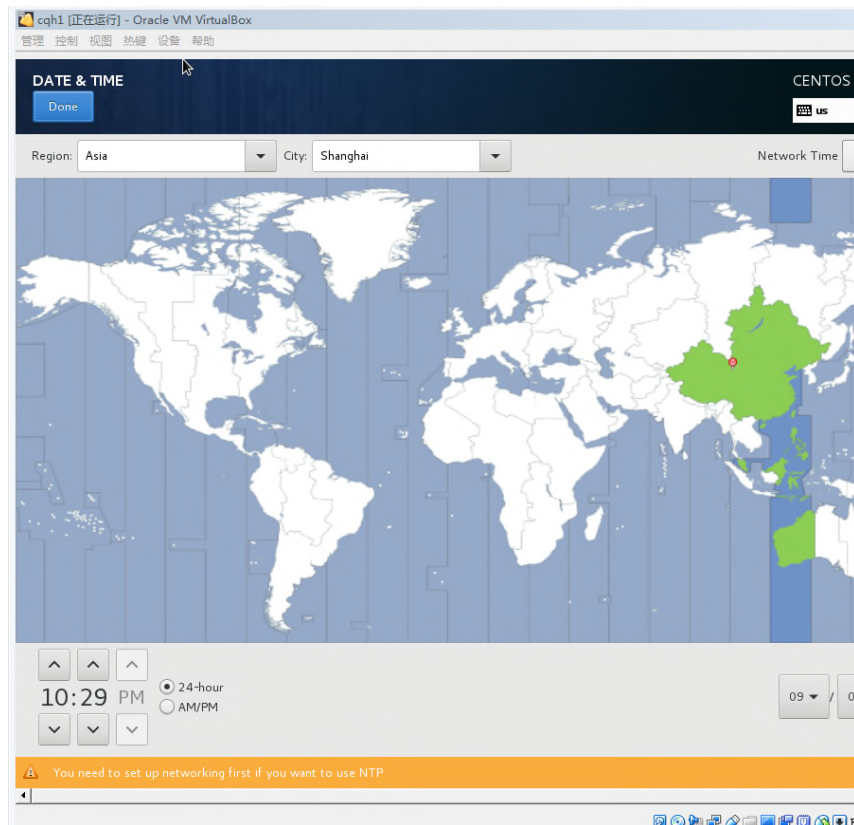 cqh1 [正在运行] - Oracle VM VirtualBox
管理 控制 视图 热键 设备 帮助
DATE & TIME
CENTOS
Done
us
Region: Asia City: Shanghai Network Time
10:29 PM
24-hour
AM/PM
09 / 0
You need to set up networking first if you want to use NTP